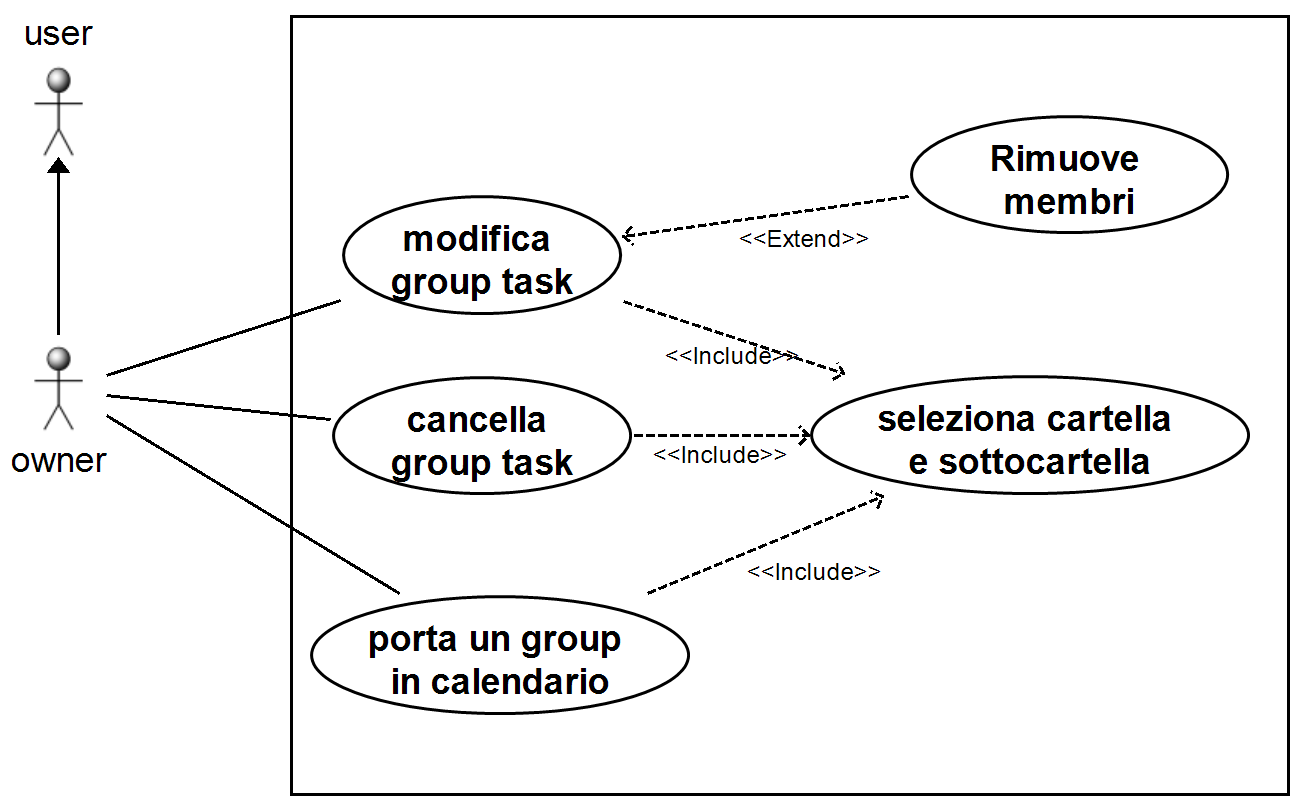 user
Rimuove
membri
modifica
group task
<<Extend>>
<<Include>>
owner
cancella
group task
<<Include>>
seleziona cartella
e sottocartella
<<Include>>
porta un group
in calendario